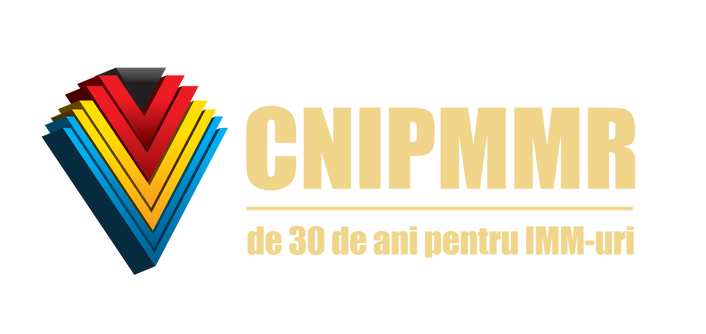 CNIPMMR
de 30 de ani pentru IMM-uri